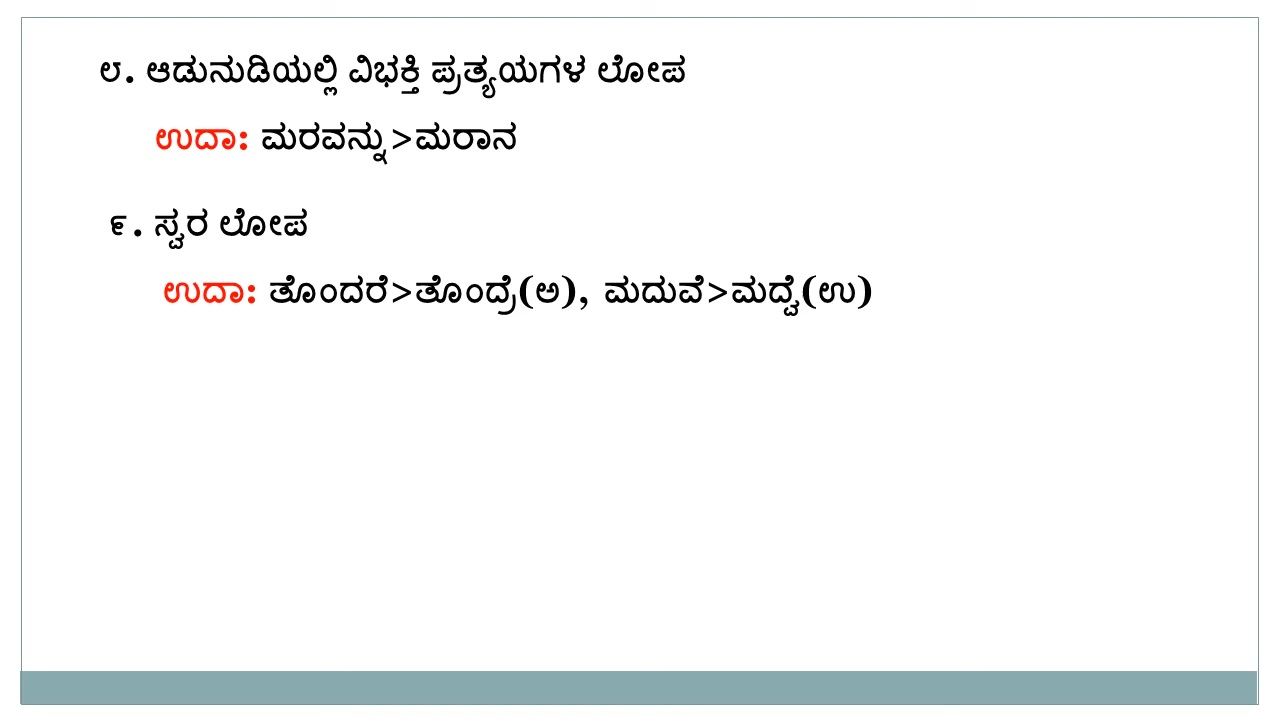 ೮. ಆಡುನುಡಿಯಲ್ಲಿ ವಿಭಕ್ತಿ ಪ್ರತ್ಯಯಗಳ ಲೋಪ
ಉದಾ: ಮರವನ್ನು>ಮರಾನ
೯. ಸ್ವರ ಲೋಪ
ಉದಾ: ತೊಂದರೆ>ತೊಂದ್ರೆ(ಅ), ಮದುವೆ>ಮದ್ವೆ(ಉ)